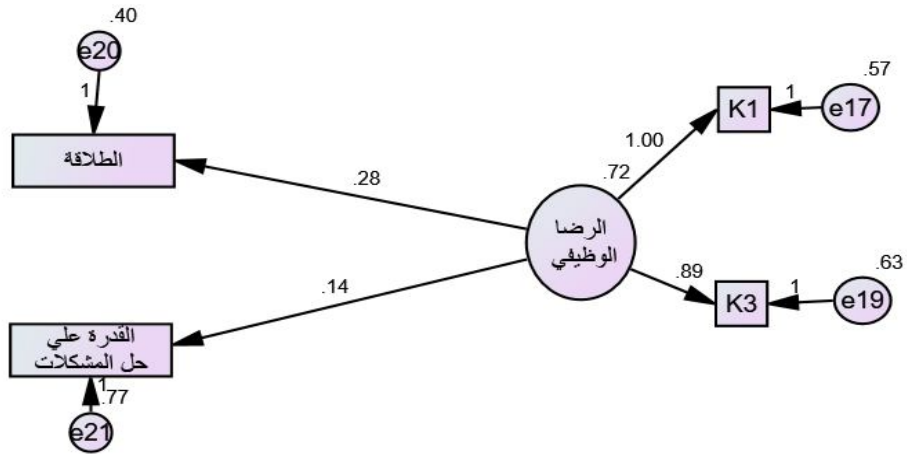 .40
e20
1
الطلاقة
.28
.57
K1
1
e17
1.00
.72
الرضا
الوظيفي
.89
.63
K3
1
e19
.14
القدرة علي
حل المشكلات
1
.77
e21